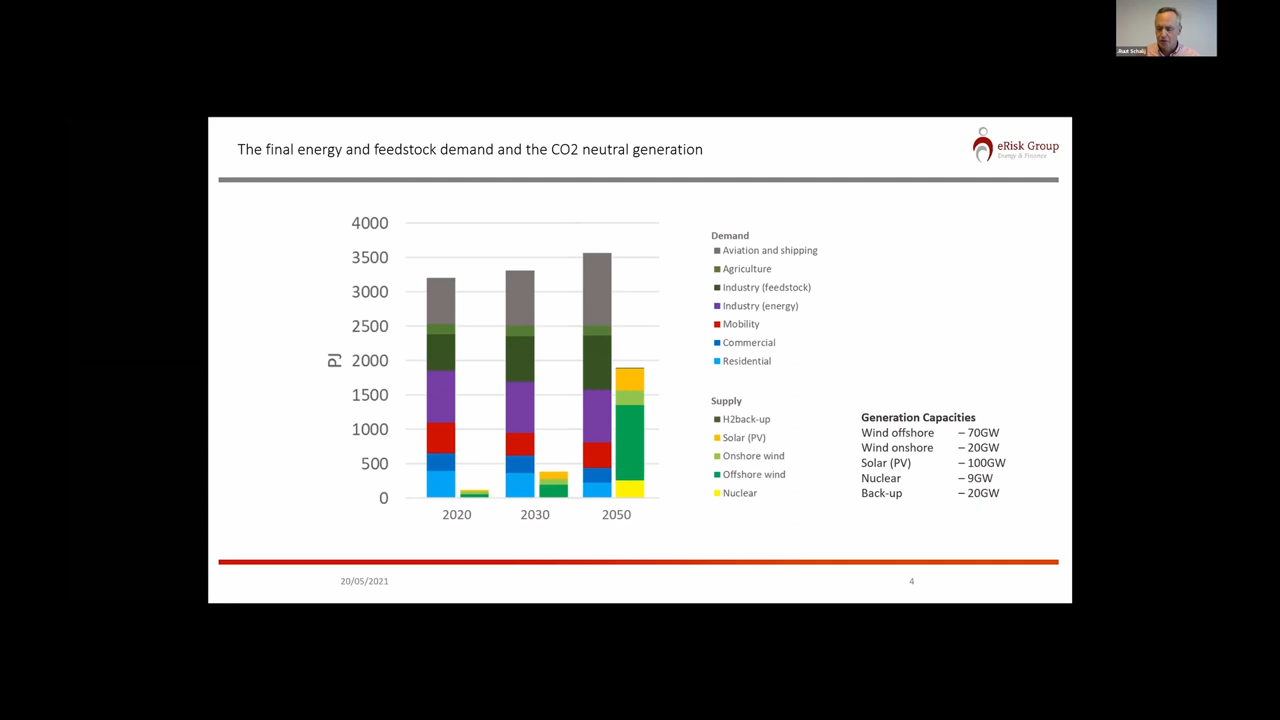 Ruut Schalij
The final energy and feedstock demand and the CO2 neutral generation
eRisk Group
Energy & Finance
4000
3500
3000
2500
2000
1500
1000
500
0
PJ
2020 2030 2050
Demand
Aviation and shipping
Agriculture
Industry (feedstock)
Industry (energy)
Mobility
Commercial
Residential
Supply
H2back-up
Solar (PV)
Onshore wind
Offshore wind
Nuclear
Generation Capacities
Wind offshore – 70GW
Wind onshore – 20GW
Solar (PV) – 100GW
Nuclear – 9GW
Back-up – 20GW
20/05/2021
4